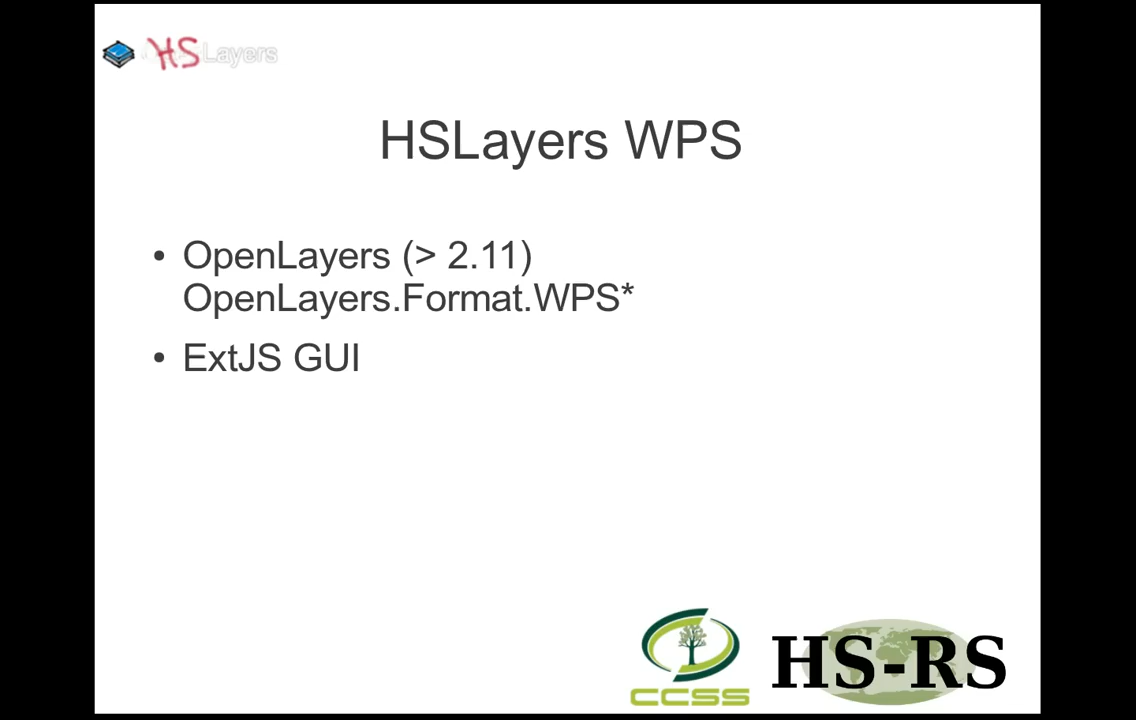 HSLayers
HSLayers WPS
• OpenLayers (> 2.11)
OpenLayers.Format.WPS*
• ExtJS GUI
CCSS
HS-RS